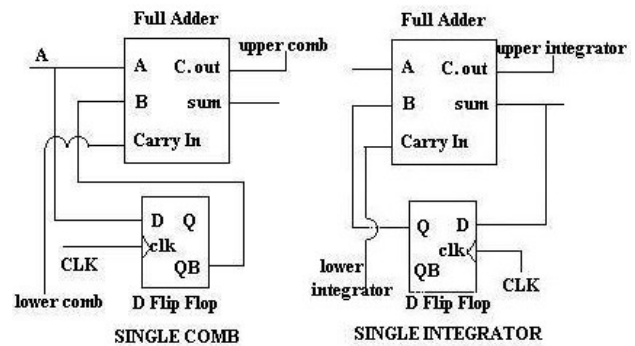 Full Adder
A
A C.out
upper comb
B sum
Carry In
D Q
clk
CLK
QB
lower comb
D Flip Flop
SINGLE COMB
Full Adder
A C.out
upper integrator
B sum
Carry In
Q D
clk
QB
CLK
lower
integrator
D Flip Flop
SINGLE INTEGRATOR